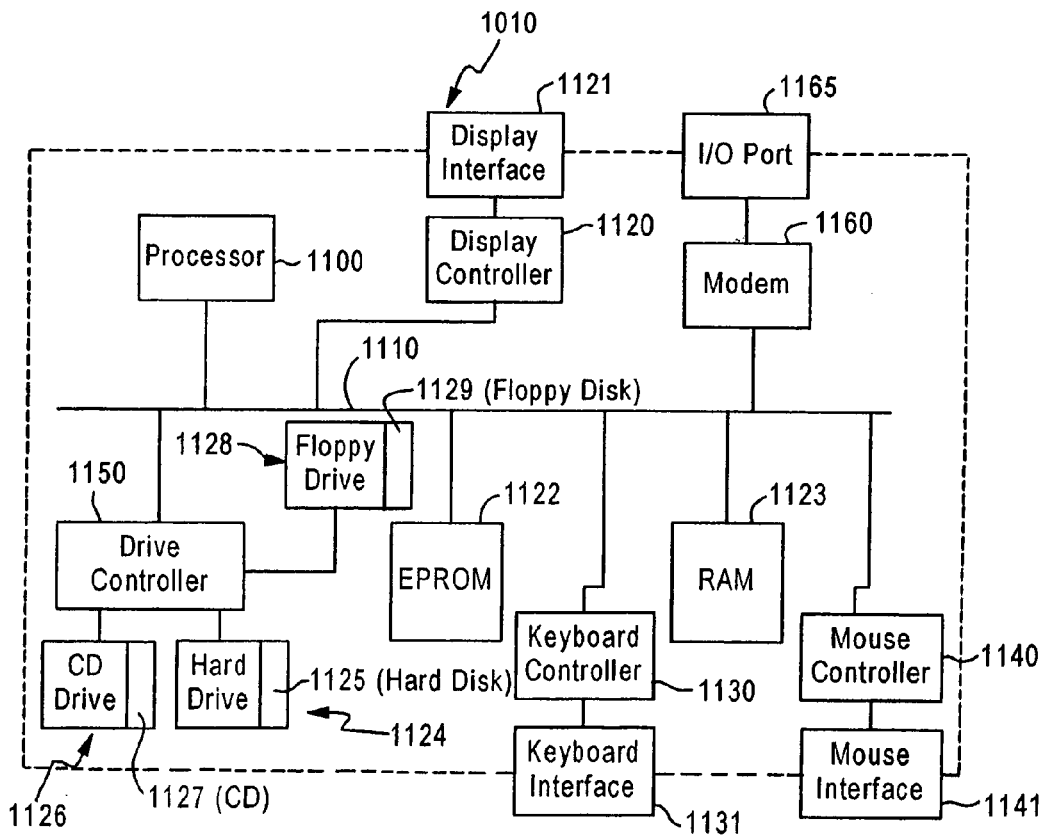 1010
1121
1165
Display
Interface
I/O Port
1120
1160
Processor
1100
Display
Controller
Modem
1110
1129 (Floppy Disk)
1128
Floppy
Drive
1150
1122
1123
Drive
Controller
EPROM
RAM
Keyboard
Controller
Mouse
Controller
1140
CD
Drive
Hard
Drive
1125 (Hard Disk)
1130
1124
Keyboard
Interface
Mouse
Interface
1126
1127 (CD)
1131
1141